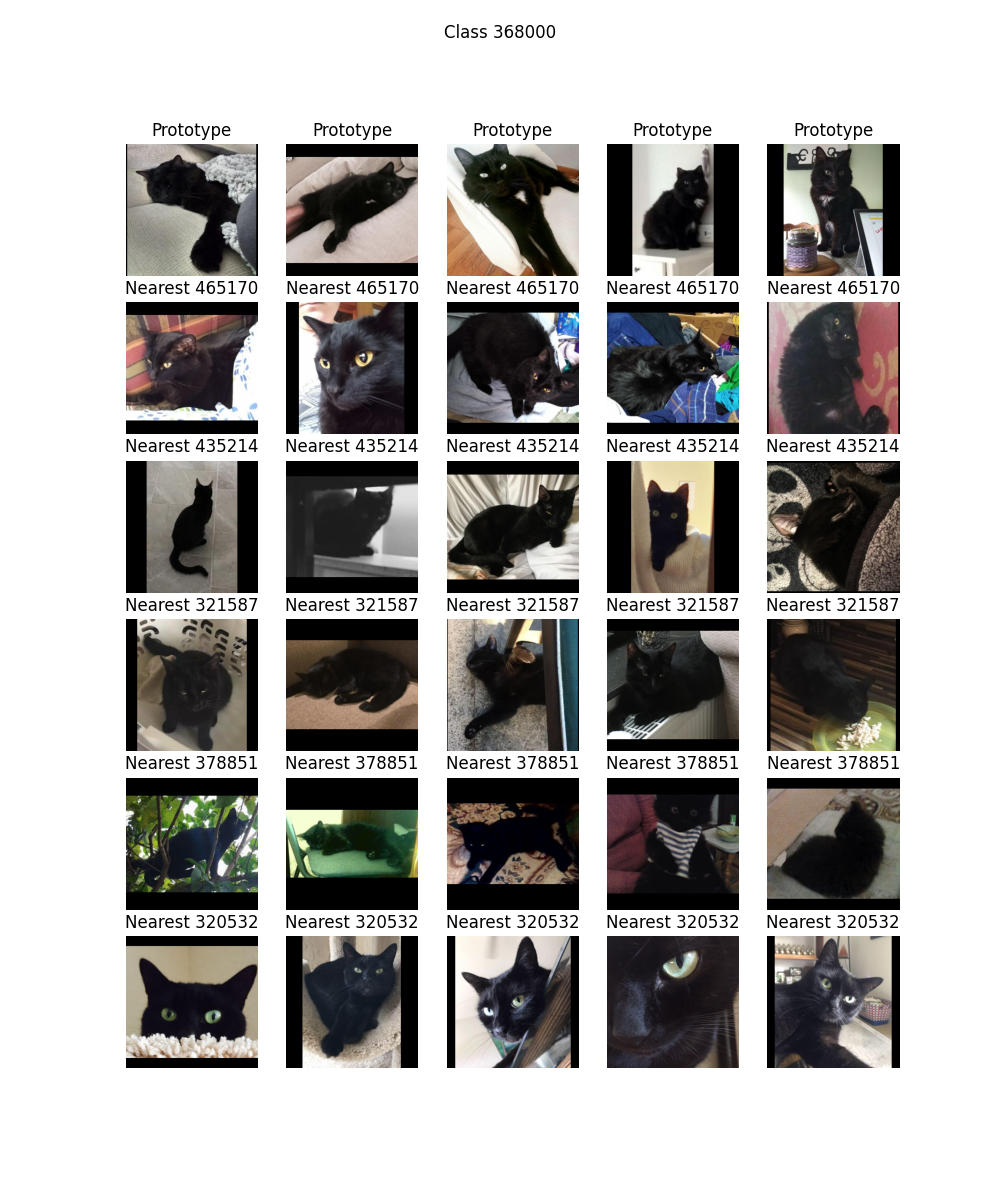 Class 368000
Prototype Prototype Prototype Prototype Prototype
Nearest 465170 Nearest 465170 Nearest 465170 Nearest 465170 Nearest 465170
Nearest 435214 Nearest 435214 Nearest 435214 Nearest 435214 Nearest 435214
Nearest 321587 Nearest 321587 Nearest 321587 Nearest 321587 Nearest 321587
Nearest 378851 Nearest 378851 Nearest 378851 Nearest 378851 Nearest 378851
Nearest 320532 Nearest 320532 Nearest 320532 Nearest 320532 Nearest 320532